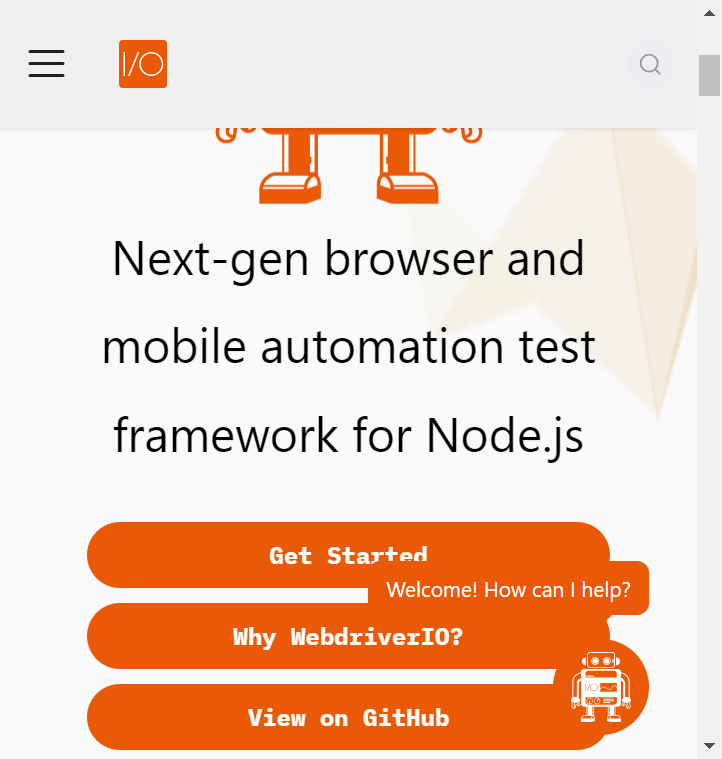 I/O
Next-gen browser and
mobile automation test
framework for Node.js
Get Started
Welcome! How can I help?
Why WebdriverIO?
I/O
View on GitHub